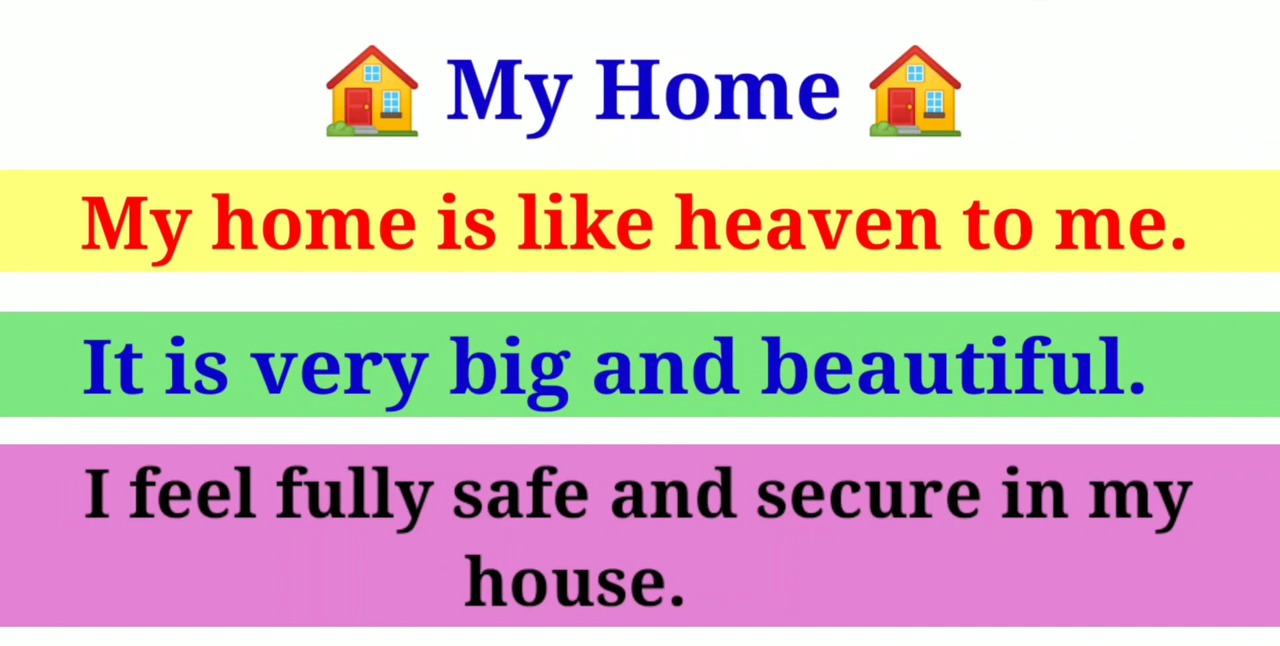 🏠 My Home 🏠
My home is like heaven to me.
It is very big and beautiful.
I feel fully safe and secure in my
house.